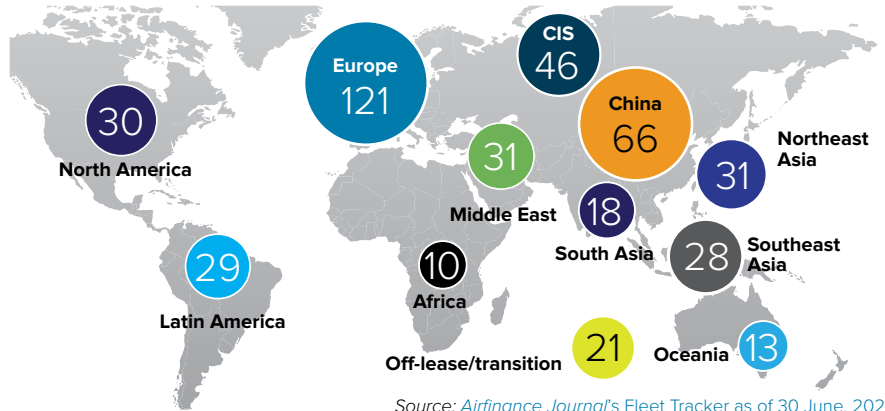 CIS
46
Europe
121
China
66
30
North America
Northeast
Asia
31
31
Middle East
18
South Asia
Southeast
Asia
28
29
Latin America
10
Africa
Off-lease/transition
21
Oceania
13
Source: Airfinance Journal's Fleet Tracker as of 30 June, 202